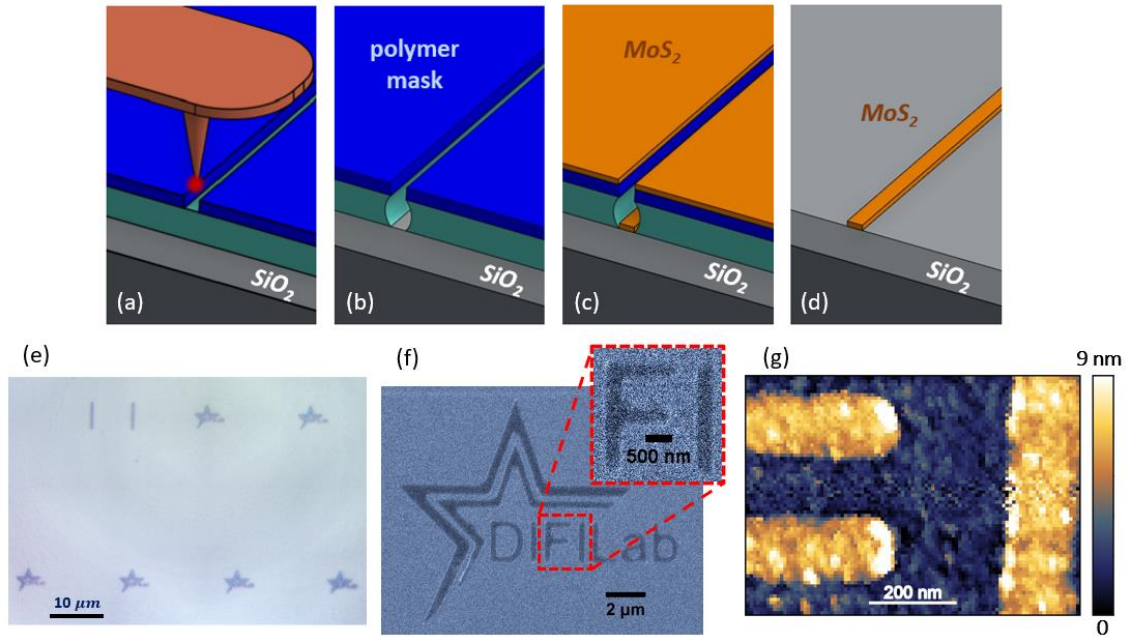 polymer
mask
MoS₂
MoS₂
SiO₂
SiO₂
SiO₂
SiO₂
(a)
(b)
(c)
(d)
(e)
(f)
(g)
9 nm
500 nm
DIFILab
10 μm
2 μm
200 nm
0